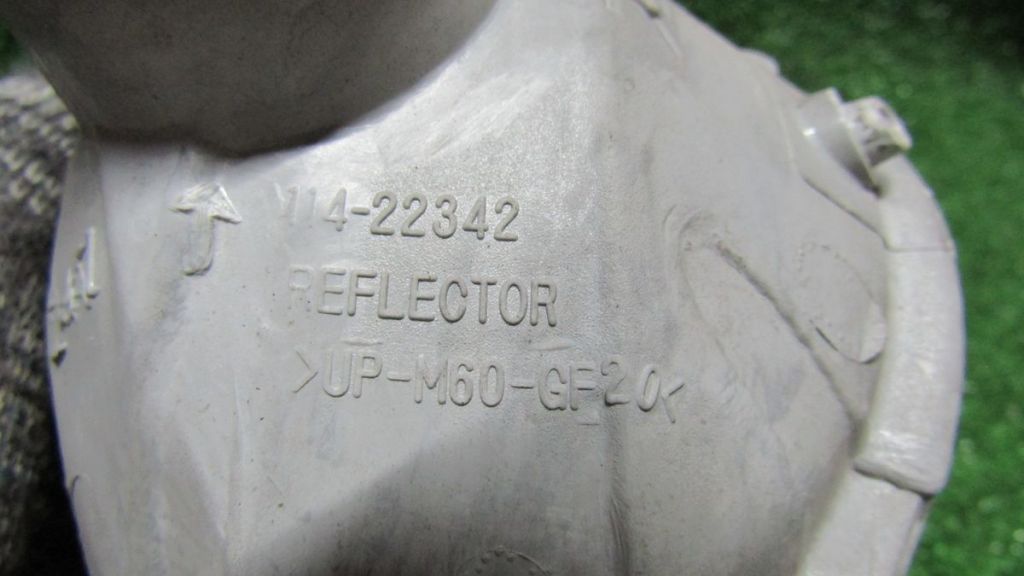 114-22342
REFLECTOR
>UP-M60-GF20<